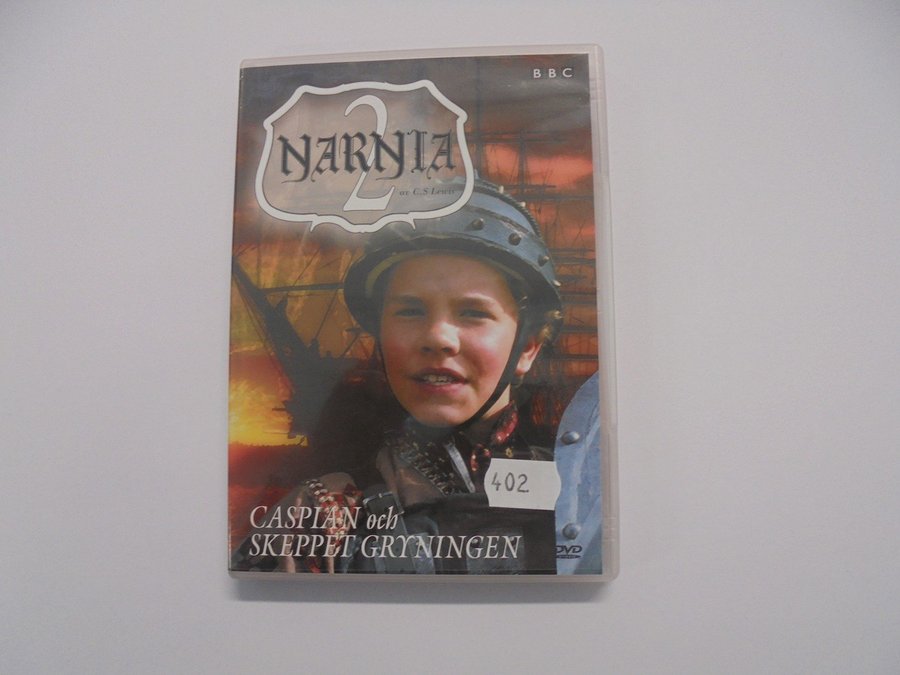 BBC
2
NARNIA
av C.S Lewis
402
CASPIAN och
SKEPPET GRYNINGEN
DVD